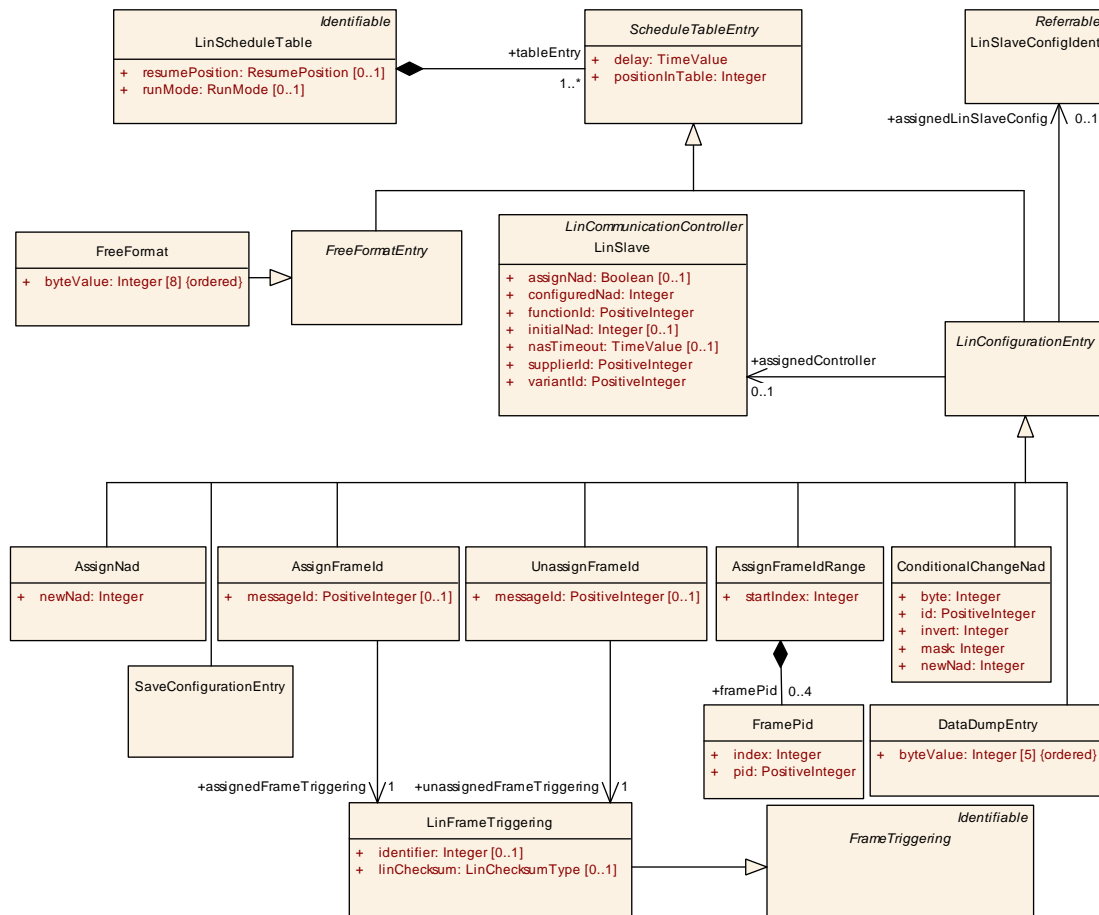 Identifiable
LinScheduleTable
+ resumePosition: ResumePosition [0..1]
+ runMode: RunMode [0..1]
+tableEntry
1..*
ScheduleTableEntry
+ delay: TimeValue
+ positionInTable: Integer
Referrable
LinSlaveConfigIdent
+assignedLinSlaveConfig
0..1
FreeFormat
+ byteValue: Integer [8] {ordered}
FreeFormatEntry
LinCommunicationController
LinSlave
+ assignNad: Boolean [0..1]
+ configuredNad: Integer
+ functionId: PositiveInteger
+ initialNad: Integer [0..1]
+ nasTimeout: TimeValue [0..1]
+ supplierId: PositiveInteger
+ variantId: PositiveInteger
+assignedController
0..1
LinConfigurationEntry
AssignNad
+ newNad: Integer
AssignFrameId
+ messageId: PositiveInteger [0..1]
UnassignFrameId
+ messageId: PositiveInteger [0..1]
AssignFrameIdRange
+ startIndex: Integer
ConditionalChangeNad
+ byte: Integer
+ id: PositiveInteger
+ invert: Integer
+ mask: Integer
+ newNad: Integer
SaveConfigurationEntry
+framePid
0..4
FramePid
+ index: Integer
+ pid: PositiveInteger
DataDumpEntry
+ byteValue: Integer [5] {ordered}
+assignedFrameTriggering
1
+unassignedFrameTriggering
1
LinFrameTriggering
+ identifier: Integer [0..1]
+ linChecksum: LinChecksumType [0..1]
Identifiable
FrameTriggering